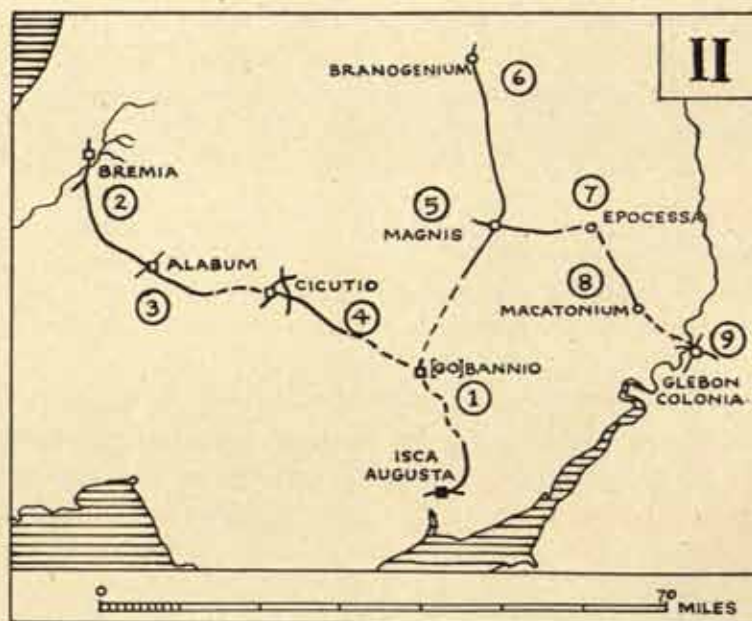 II
BRANOGENIUM
6
BREMIA
2
5
7
MAGNIS
EPOCESSA
ALABUM
3
CICUTIO
4
8
MACATONIUM
9
[GO]BANNIO
1
GLEBON
COLONIA
ISCA
AUGUSTA
0 70 MILES